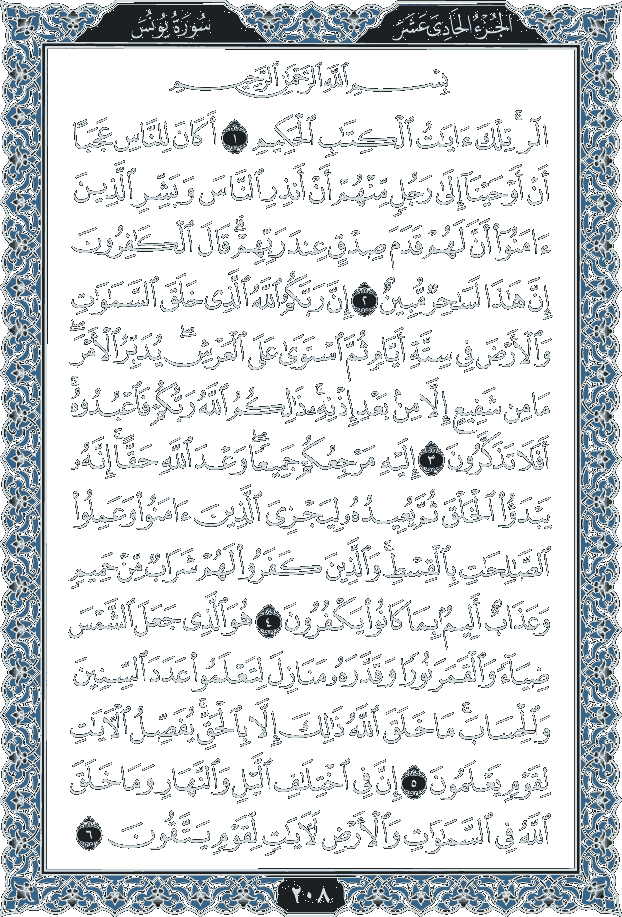 سُورَةُ يُونُسَ
الجُزْءُ الحَادِى عَشَرَ
بِسْمِ ٱللَّهِ ٱلرَّحْمَٰنِ ٱلرَّحِيمِ
الٓر ۚ تِلْكَ ءَايَٰتُ ٱلْكِتَٰبِ ٱلْحَكِيمِ ١ أَكَانَ لِلنَّاسِ عَجَبًا
أَنْ أَوْحَيْنَآ إِلَىٰ رَجُلٍ مِّنْهُمْ أَنْ أَنذِرِ ٱلنَّاسَ وَبَشِّرِ ٱلَّذِينَ
ءَامَنُوٓا۟ أَنَّ لَهُمْ قَدَمَ صِدْقٍ عِندَ رَبِّهِمْ ۗ قَالَ ٱلْكَٰفِرُونَ
إِنَّ هَٰذَا لَسَٰحِرٌ مُّبِينٌ ٢ إِنَّ رَبَّكُمُ ٱللَّهُ ٱلَّذِى خَلَقَ ٱلسَّمَٰوَٰتِ
وَٱلْأَرْضَ فِى سِتَّةِ أَيَّامٍ ثُمَّ ٱسْتَوَىٰ عَلَى ٱلْعَرْشِ ۖ يُدَبِّرُ ٱلْأَمْرَ ۖ
مَا مِن شَفِيعٍ إِلَّا مِنۢ بَعْدِ إِذْنِهِۦ ۚ ذَٰلِكُمُ ٱللَّهُ رَبُّكُمْ فَٱعْبُدُوهُ ۚ
أَفَلَا تَذَكَّرُونَ ٣ إِلَيْهِ مَرْجِعُكُمْ جَمِيعًا ۖ وَعْدَ ٱللَّهِ حَقًّا ۚ إِنَّهُۥ
يَبْدَؤُا۟ ٱلْخَلْقَ ثُمَّ يُعِيدُهُۥ لِيَجْزِىَ ٱلَّذِينَ ءَامَنُوا۟ وَعَمِلُوا۟
ٱلصَّٰلِحَٰتِ بِٱلْقِسْطِ ۚ وَٱلَّذِينَ كَفَرُوا۟ لَهُمْ شَرَابٌ مِّنْ حَمِيمٍ
وَعَذَابٌ أَلِيمٌۢ بِمَا كَانُوا۟ يَكْفُرُونَ ٤ هُوَ ٱلَّذِى جَعَلَ ٱلشَّمْسَ
ضِيَآءً وَٱلْقَمَرَ نُورًا وَقَدَّرَهُۥ مَنَازِلَ لِتَعْلَمُوا۟ عَدَدَ ٱلسِّنِينَ
وَٱلْحِسَابَ ۚ مَا خَلَقَ ٱللَّهُ ذَٰلِكَ إِلَّا بِٱلْحَقِّ ۚ يُفَصِّلُ ٱلْءَايَٰتِ
لِقَوْمٍ يَعْلَمُونَ ٥ إِنَّ فِى ٱخْتِلَٰفِ ٱلَّيْلِ وَٱلنَّهَارِ وَمَا خَلَقَ
ٱللَّهُ فِى ٱلسَّمَٰوَٰتِ وَٱلْأَرْضِ لَءَايَٰتٍ لِّقَوْمٍ يَتَّقُونَ ٦
٢٠٨